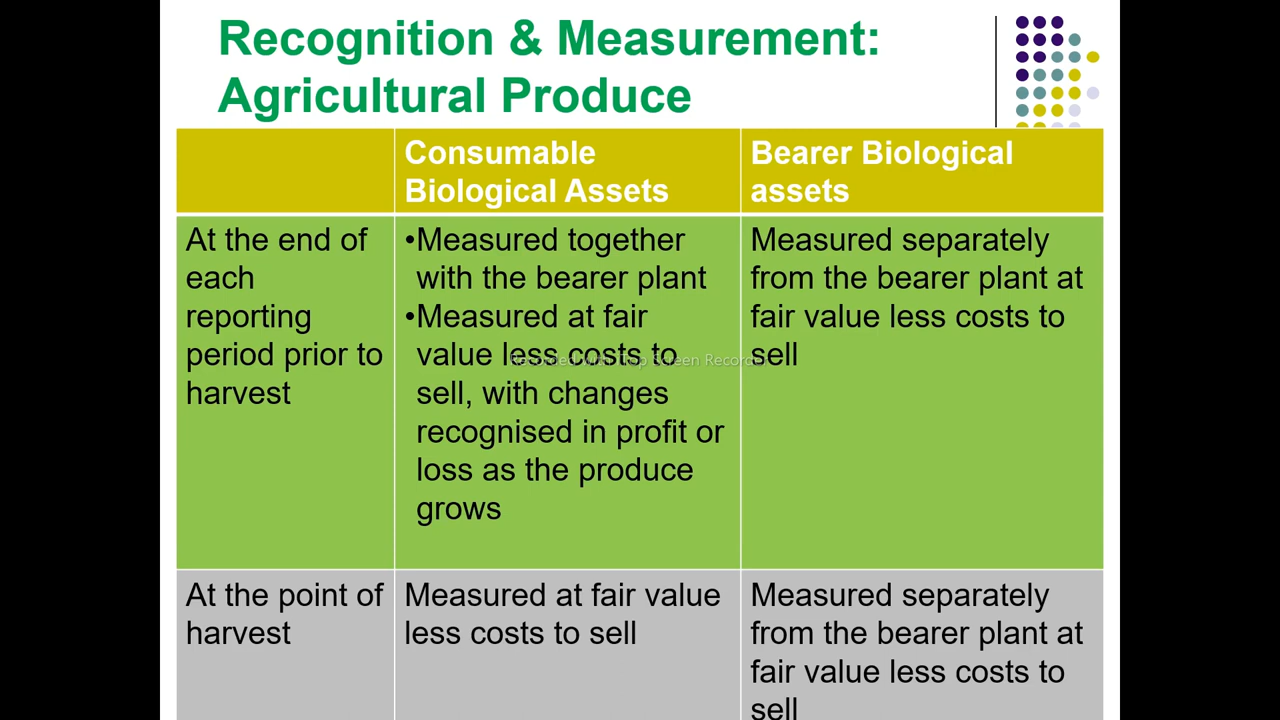 Recognition & Measurement:
Agricultural Produce
Consumable
Biological Assets
Bearer Biological
assets
At the end of
each
reporting
period prior to
harvest
•Measured together
with the bearer plant
•Measured at fair
value less costs to
sell, with changes
recognised in profit or
loss as the produce
grows
Measured separately
from the bearer plant at
fair value less costs to
sell
At the point of
harvest
Measured at fair value
less costs to sell
Measured separately
from the bearer plant at
fair value less costs to
sell